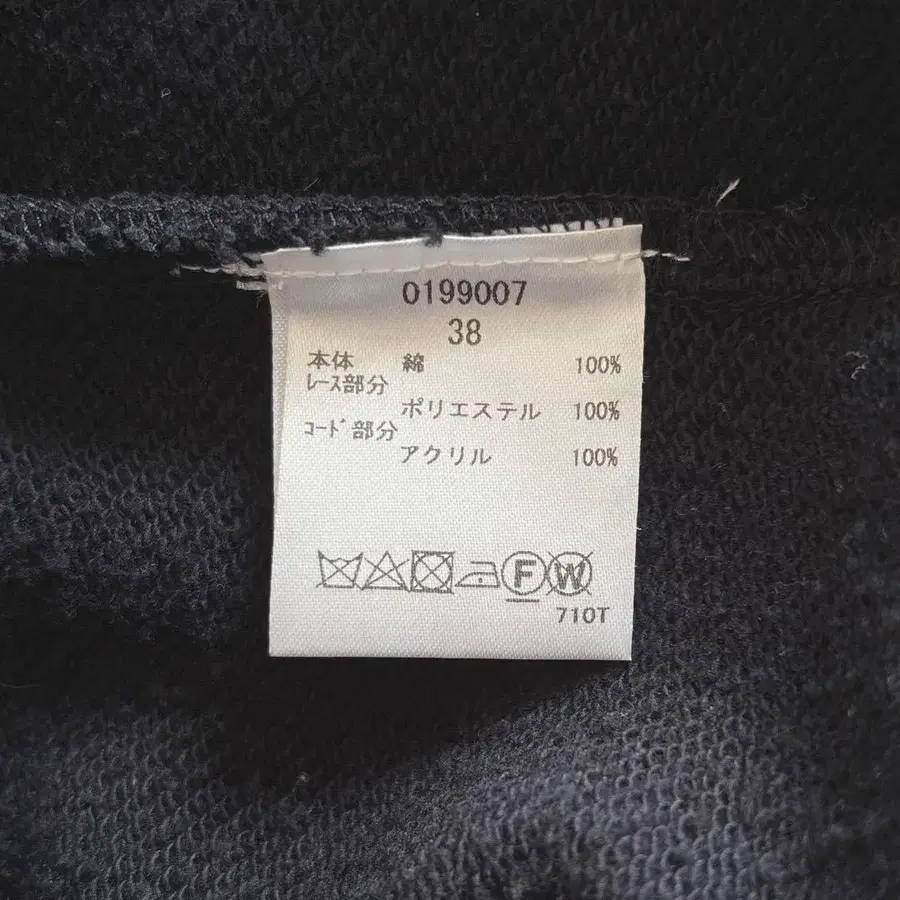 0199007
38
本体 綿 100%
ﾚｰｽ部分
ポリエステル 100%
ｺｰﾄﾞ部分
アクリル 100%
F W
710T